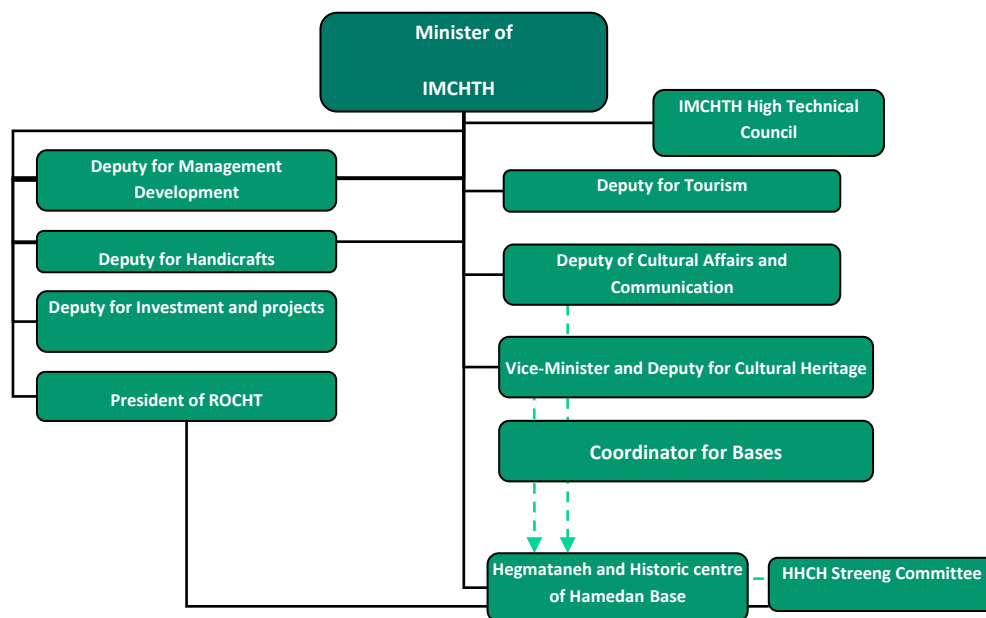 Minister of
IMCHTH
IMCHTH High Technical
Council
Deputy for Management
Development
Deputy for Tourism
Deputy for Handicrafts
Deputy of Cultural Affairs and
Communication
Deputy for Investment and projects
Vice-Minister and Deputy for Cultural Heritage
President of ROCHT
Coordinator for Bases
Hegmataneh and Historic centre
of Hamedan Base
HHCH Streeng Committee